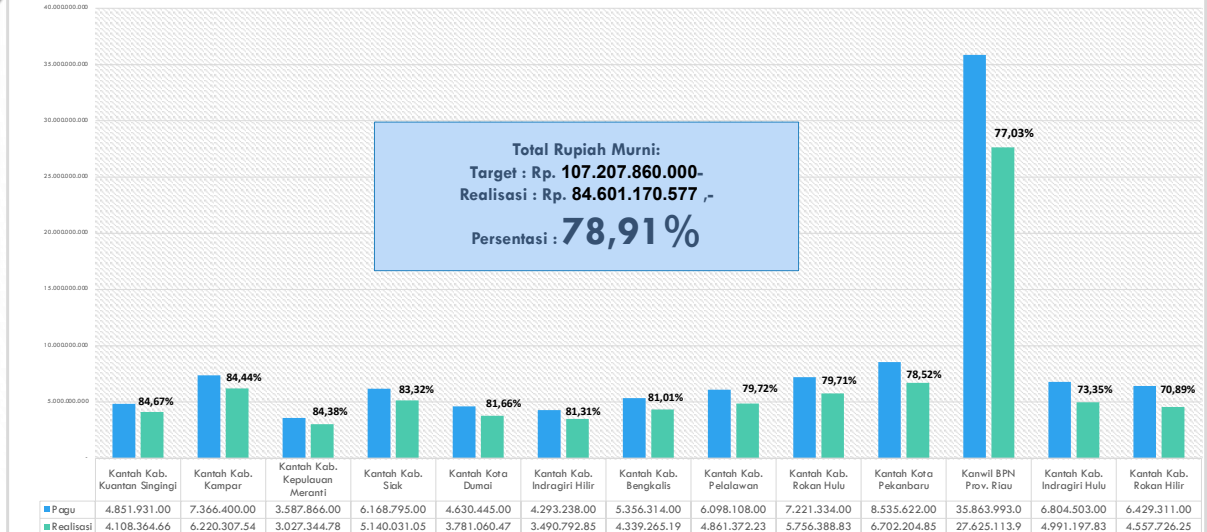 40.000.000.000
35.000.000.000
30.000.000.000
25.000.000.000
20.000.000.000
15.000.000.000
10.000.000.000
5.000.000.000
-
Total Rupiah Murni:
Target : Rp. 107.207.860.000-
Realisasi : Rp. 84.601.170.577 ,-
Persentasi : 78,91%
84,67%
84,44%
84,38%
83,32%
81,66%
81,31%
81,01%
79,72%
79,71%
78,52%
77,03%
73,35%
70,89%
Kantah Kab. Kuantan Singingi
Kantah Kab. Kampar
Kantah Kab. Kepulauan Meranti
Kantah Kab. Siak
Kantah Kota Dumai
Kantah Kab. Indragiri Hilir
Kantah Kab. Bengkalis
Kantah Kab. Pelalawan
Kantah Kab. Rokan Hulu
Kantah Kota Pekanbaru
Kanwil BPN Prov. Riau
Kantah Kab. Indragiri Hulu
Kantah Kab. Rokan Hilir
Pagu 4.851.931.00 7.366.400.00 3.587.866.00 6.168.795.00 4.630.445.00 4.293.238.00 5.356.314.00 6.098.108.00 7.221.334.00 8.535.622.00 35.863.993.0 6.804.503.00 6.429.311.00
Realisasi 4.108.364.66 6.220.307.54 3.027.344.78 5.140.031.05 3.781.060.47 3.490.792.85 4.339.265.19 4.861.372.23 5.756.388.83 6.702.204.85 27.625.113.9 4.991.197.83 4.557.726.25